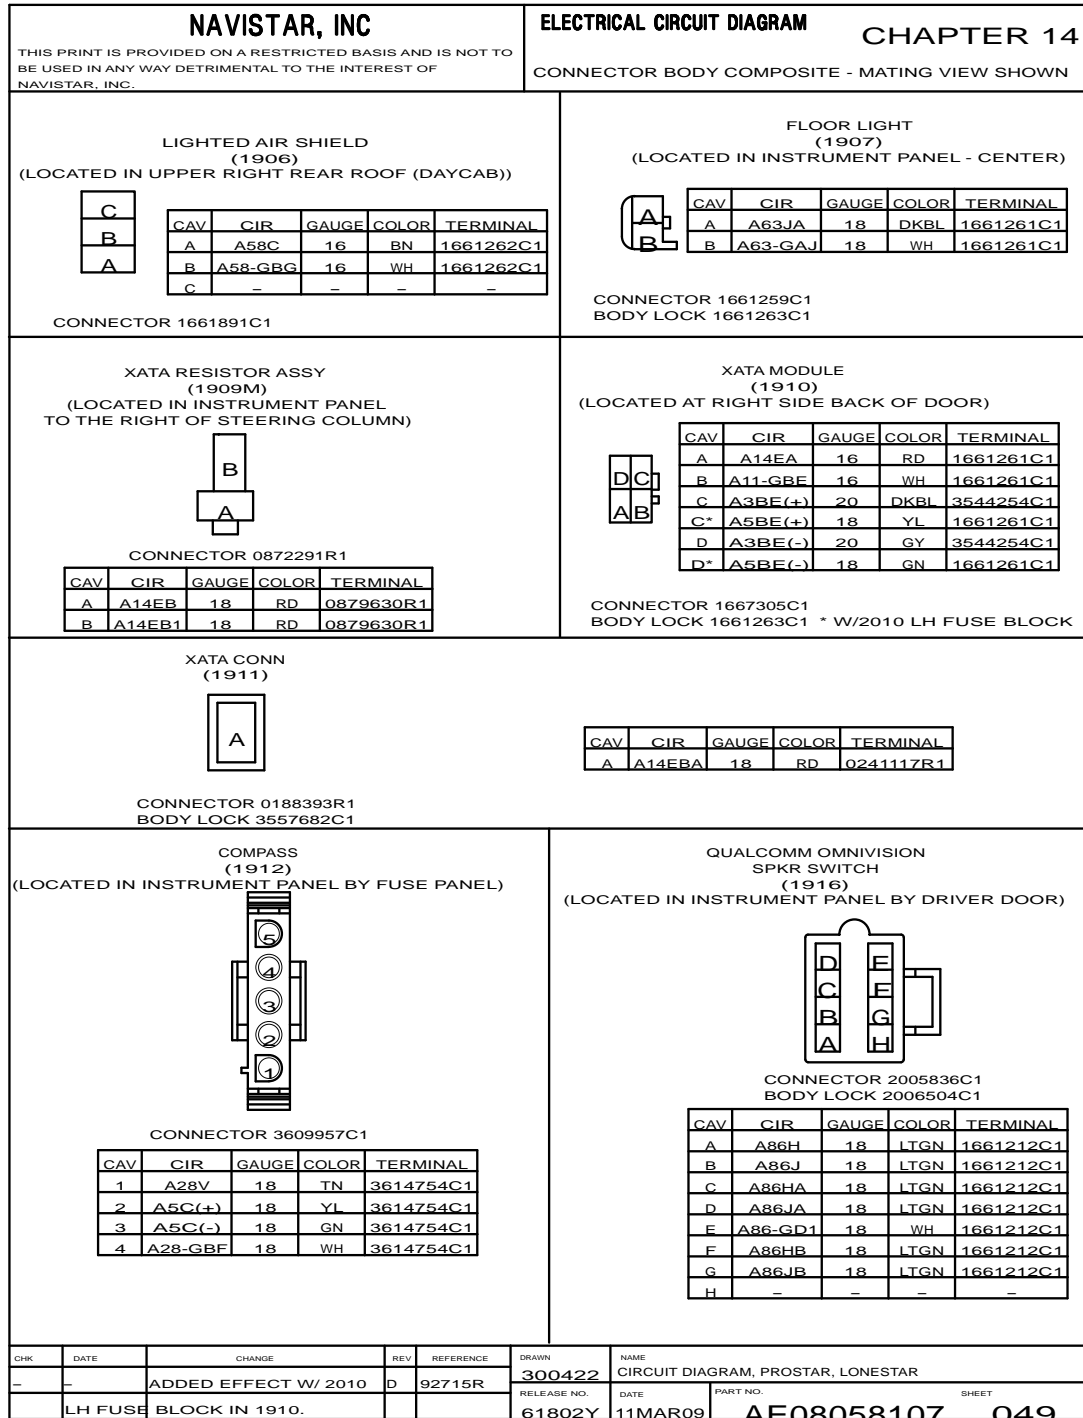 NAVISTAR, INC
THIS PRINT IS PROVIDED ON A RESTRICTED BASIS AND IS NOT TO
BE USED IN ANY WAY DETRIMENTAL TO THE INTEREST OF
NAVISTAR, INC.
ELECTRICAL CIRCUIT DIAGRAM
CHAPTER 14
CONNECTOR BODY COMPOSITE - MATING VIEW SHOWN
LIGHTED AIR SHIELD
(1906)
(LOCATED IN UPPER RIGHT REAR ROOF (DAYCAB))
C
B
A
CAV CIR GAUGE COLOR TERMINAL
A A58C 16 BN 1661262C1
B A58-GBG 16 WH 1661262C1
C – – – –
CONNECTOR 1661891C1
FLOOR LIGHT
(1907)
(LOCATED IN INSTRUMENT PANEL - CENTER)
A
B
CAV CIR GAUGE COLOR TERMINAL
A A63JA 18 DKBL 1661261C1
B A63-GAJ 18 WH 1661261C1
CONNECTOR 1661259C1
BODY LOCK 1661263C1
XATA RESISTOR ASSY
(1909M)
(LOCATED IN INSTRUMENT PANEL
TO THE RIGHT OF STEERING COLUMN)
B
A
CONNECTOR 0872291R1
CAV CIR GAUGE COLOR TERMINAL
A A14EB 18 RD 0879630R1
B A14EB1 18 RD 0879630R1
XATA MODULE
(1910)
(LOCATED AT RIGHT SIDE BACK OF DOOR)
D C
A B
CAV CIR GAUGE COLOR TERMINAL
A A14EA 16 RD 1661261C1
B A11-GBE 16 WH 1661261C1
C A3BE(+) 20 DKBL 3544254C1
C* A5BE(+) 18 YL 1661261C1
D A3BE(-) 20 GY 3544254C1
D* A5BE(-) 18 GN 1661261C1
CONNECTOR 1667305C1
BODY LOCK 1661263C1 * W/2010 LH FUSE BLOCK
XATA CONN
(1911)
A
CONNECTOR 0188393R1
BODY LOCK 3557682C1
CAV CIR GAUGE COLOR TERMINAL
A A14EBA 18 RD 0241117R1
COMPASS
(1912)
(LOCATED IN INSTRUMENT PANEL BY FUSE PANEL)
5
4
3
2
1
CONNECTOR 3609957C1
CAV CIR GAUGE COLOR TERMINAL
1 A28V 18 TN 3614754C1
2 A5C(+) 18 YL 3614754C1
3 A5C(-) 18 GN 3614754C1
4 A28-GBF 18 WH 3614754C1
QUALCOMM OMNIVISION
SPKR SWITCH
(1916)
(LOCATED IN INSTRUMENT PANEL BY DRIVER DOOR)
D E
C F
B G
A H
CONNECTOR 2005836C1
BODY LOCK 2006504C1
CAV CIR GAUGE COLOR TERMINAL
A A86H 18 LTGN 1661212C1
B A86J 18 LTGN 1661212C1
C A86HA 18 LTGN 1661212C1
D A86JA 18 LTGN 1661212C1
E A86-GD1 18 WH 1661212C1
F A86HB 18 LTGN 1661212C1
G A86JB 18 LTGN 1661212C1
H – – – –
CHK DATE CHANGE REV REFERENCE
– – ADDED EFFECT W/ 2010 D 92715R
LH FUSE BLOCK IN 1910.
DRAWN
300422
NAME
CIRCUIT DIAGRAM, PROSTAR, LONESTAR
RELEASE NO.
61802Y
DATE
11MAR09
PART NO.
AE08058107
SHEET
049